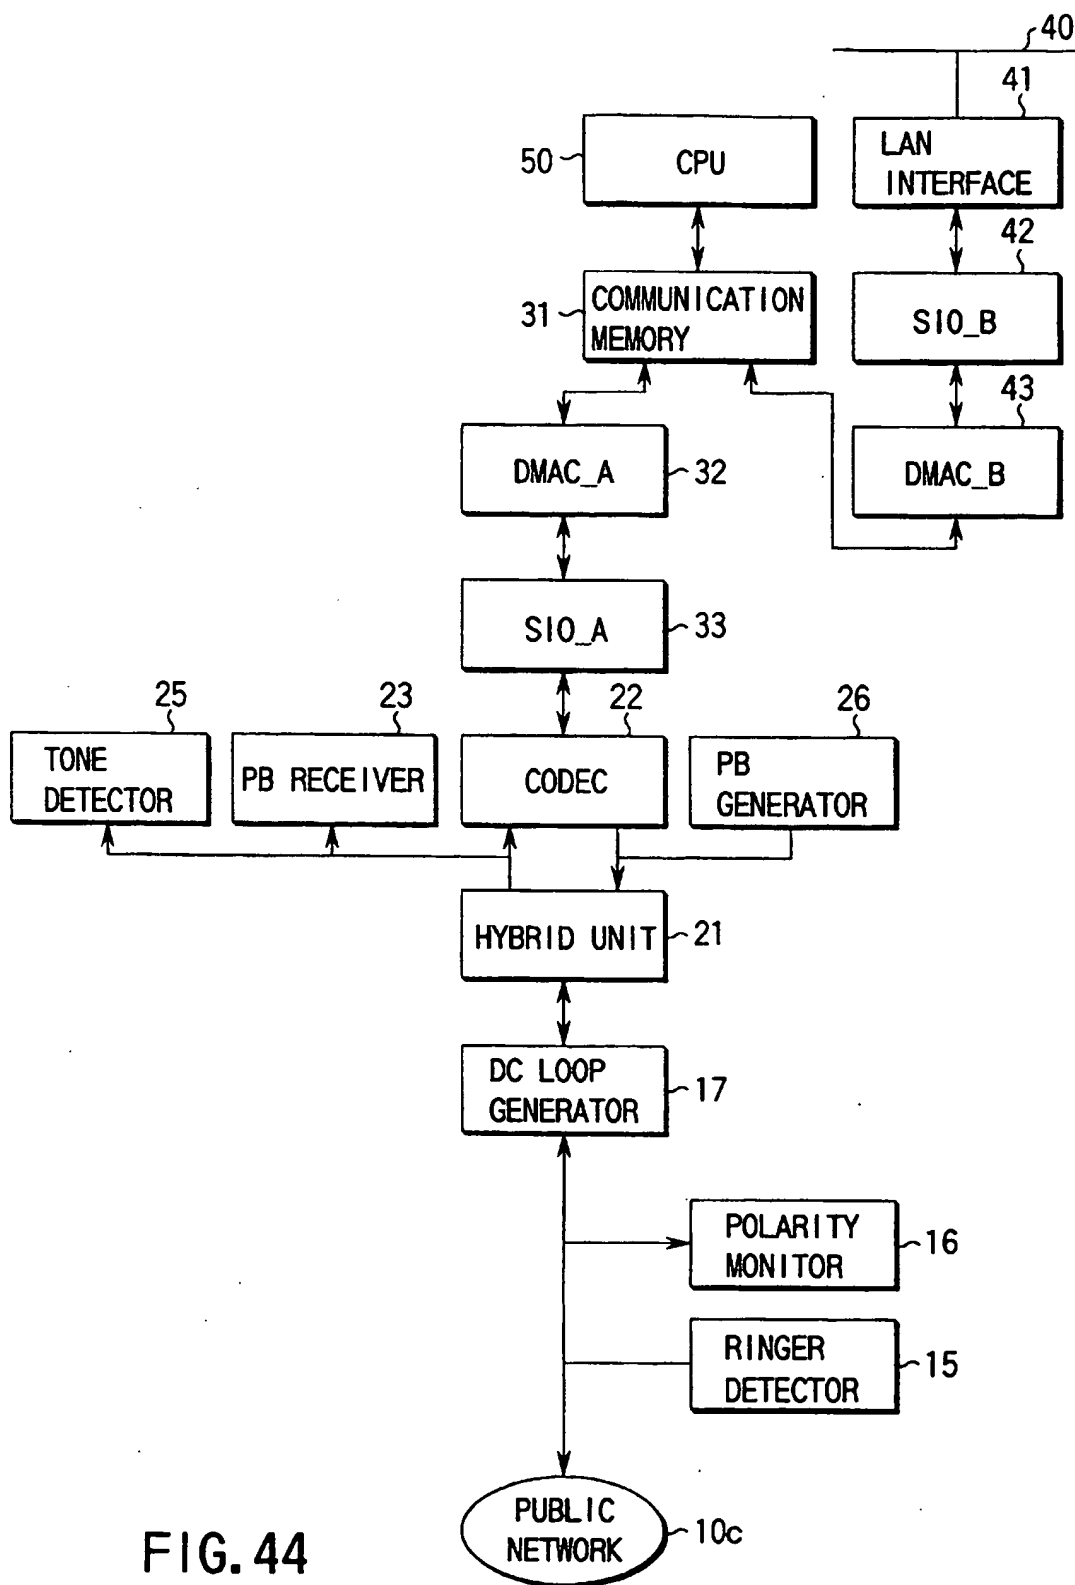 40
41
50
CPU
LAN
INTERFACE
42
31
COMMUNICATION
MEMORY
SIO_B
43
DMAC_A
32
DMAC_B
SIO_A
33
25
23
22
26
TONE
DETECTOR
PB RECEIVER
CODEC
PB
GENERATOR
HYBRID UNIT
21
DC LOOP
GENERATOR
17
POLARITY
MONITOR
16
RINGER
DETECTOR
15
PUBLIC
NETWORK
10c
FIG. 44